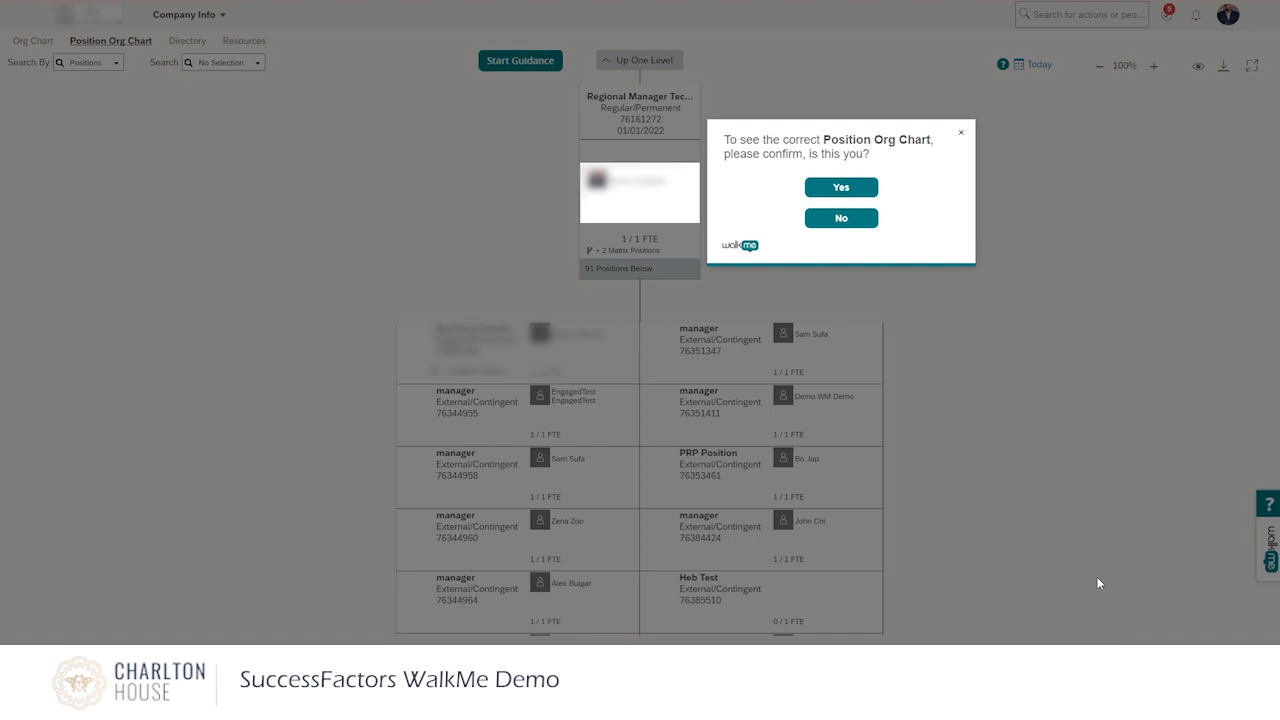 Company Info
Search for actions or peo...
5
Org Chart
Position Org Chart
Directory
Resources
Search By
Positions
Search
No Selection
Start Guidance
Up One Level
?
Today
100%
Regional Manager Tec...
Regular/Permanent
76161272
01/01/2022
1 / 1 FTE
+ 2 Matrix Positions
91 Positions Below
To see the correct Position Org Chart,
please confirm, is this you?
Yes
No
walkme
manager
External/Contingent
76351347
Sam Sufa
1 / 1 FTE
manager
External/Contingent
76344955
EngagedTest
EngagedTest
1 / 1 FTE
manager
External/Contingent
76351411
Demo WM Demo
1 / 1 FTE
manager
External/Contingent
76344958
Sam Sufa
1 / 1 FTE
PRP Position
External/Contingent
76353461
Bo Jap
1 / 1 FTE
manager
External/Contingent
76344960
Zena Zoo
1 / 1 FTE
manager
External/Contingent
76384424
John Chi
1 / 1 FTE
manager
External/Contingent
76344964
Alex Bulgar
1 / 1 FTE
Heb Test
External/Contingent
76385510
0 / 1 FTE
?
walkme
CHARLTON
HOUSE
SuccessFactors WalkMe Demo